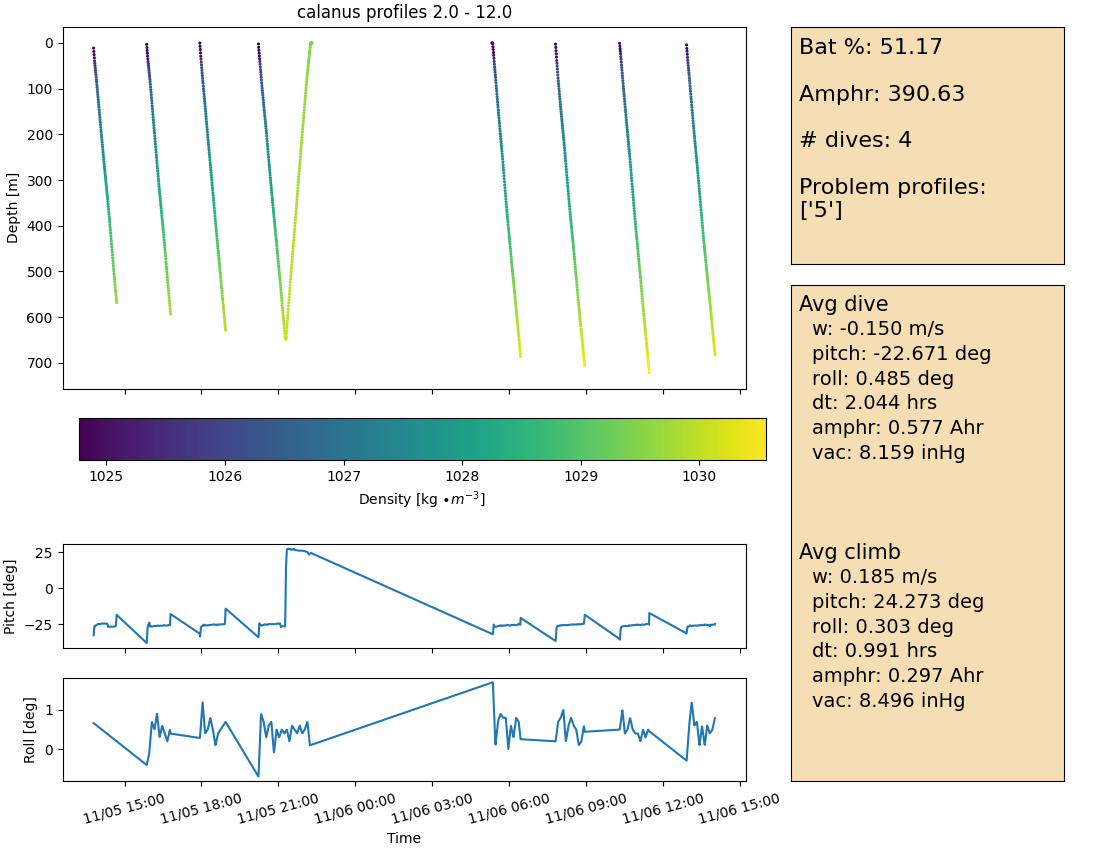 calanus profiles 2.0 - 12.0
0
100
200
300
400
500
600
700
Depth [m]
1025 1026 1027 1028 1029 1030
Density [kg •m⁻³]
25
0
−25
Pitch [deg]
1
0
Roll [deg]
11/05 15:00 11/05 18:00 11/05 21:00 11/06 00:00 11/06 03:00 11/06 06:00 11/06 09:00 11/06 12:00 11/06 15:00
Time
Bat %: 51.17
Amphr: 390.63
# dives: 4
Problem profiles:
['5']
Avg dive
w: -0.150 m/s
pitch: -22.671 deg
roll: 0.485 deg
dt: 2.044 hrs
amphr: 0.577 Ahr
vac: 8.159 inHg
Avg climb
w: 0.185 m/s
pitch: 24.273 deg
roll: 0.303 deg
dt: 0.991 hrs
amphr: 0.297 Ahr
vac: 8.496 inHg